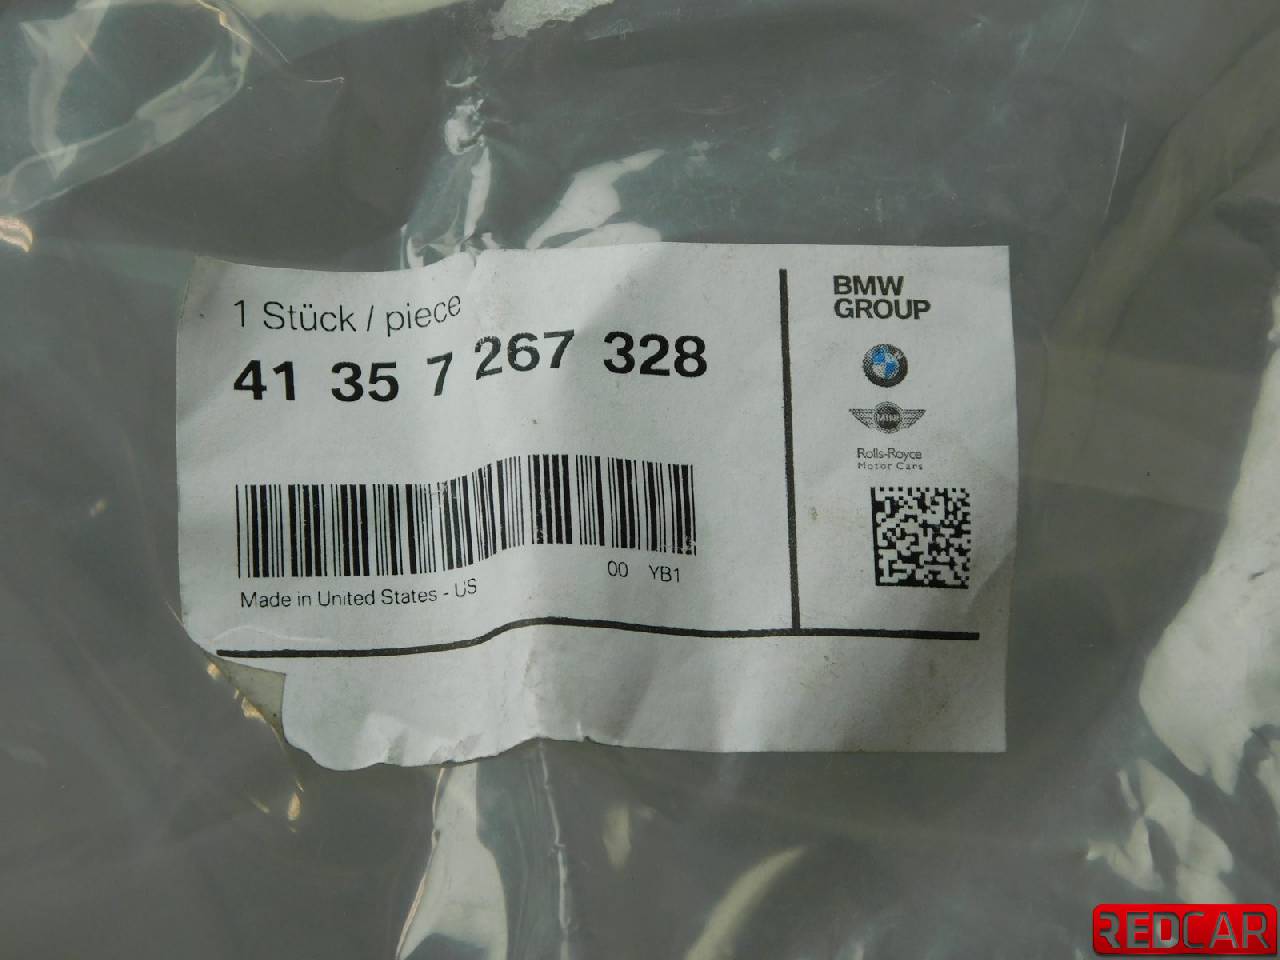 1 Stück / piece
41 35 7 267 328
00 YB1
Made in United States - US
BMW
GROUP
MINI
Rolls-Royce
Motor Cars
REDCAR